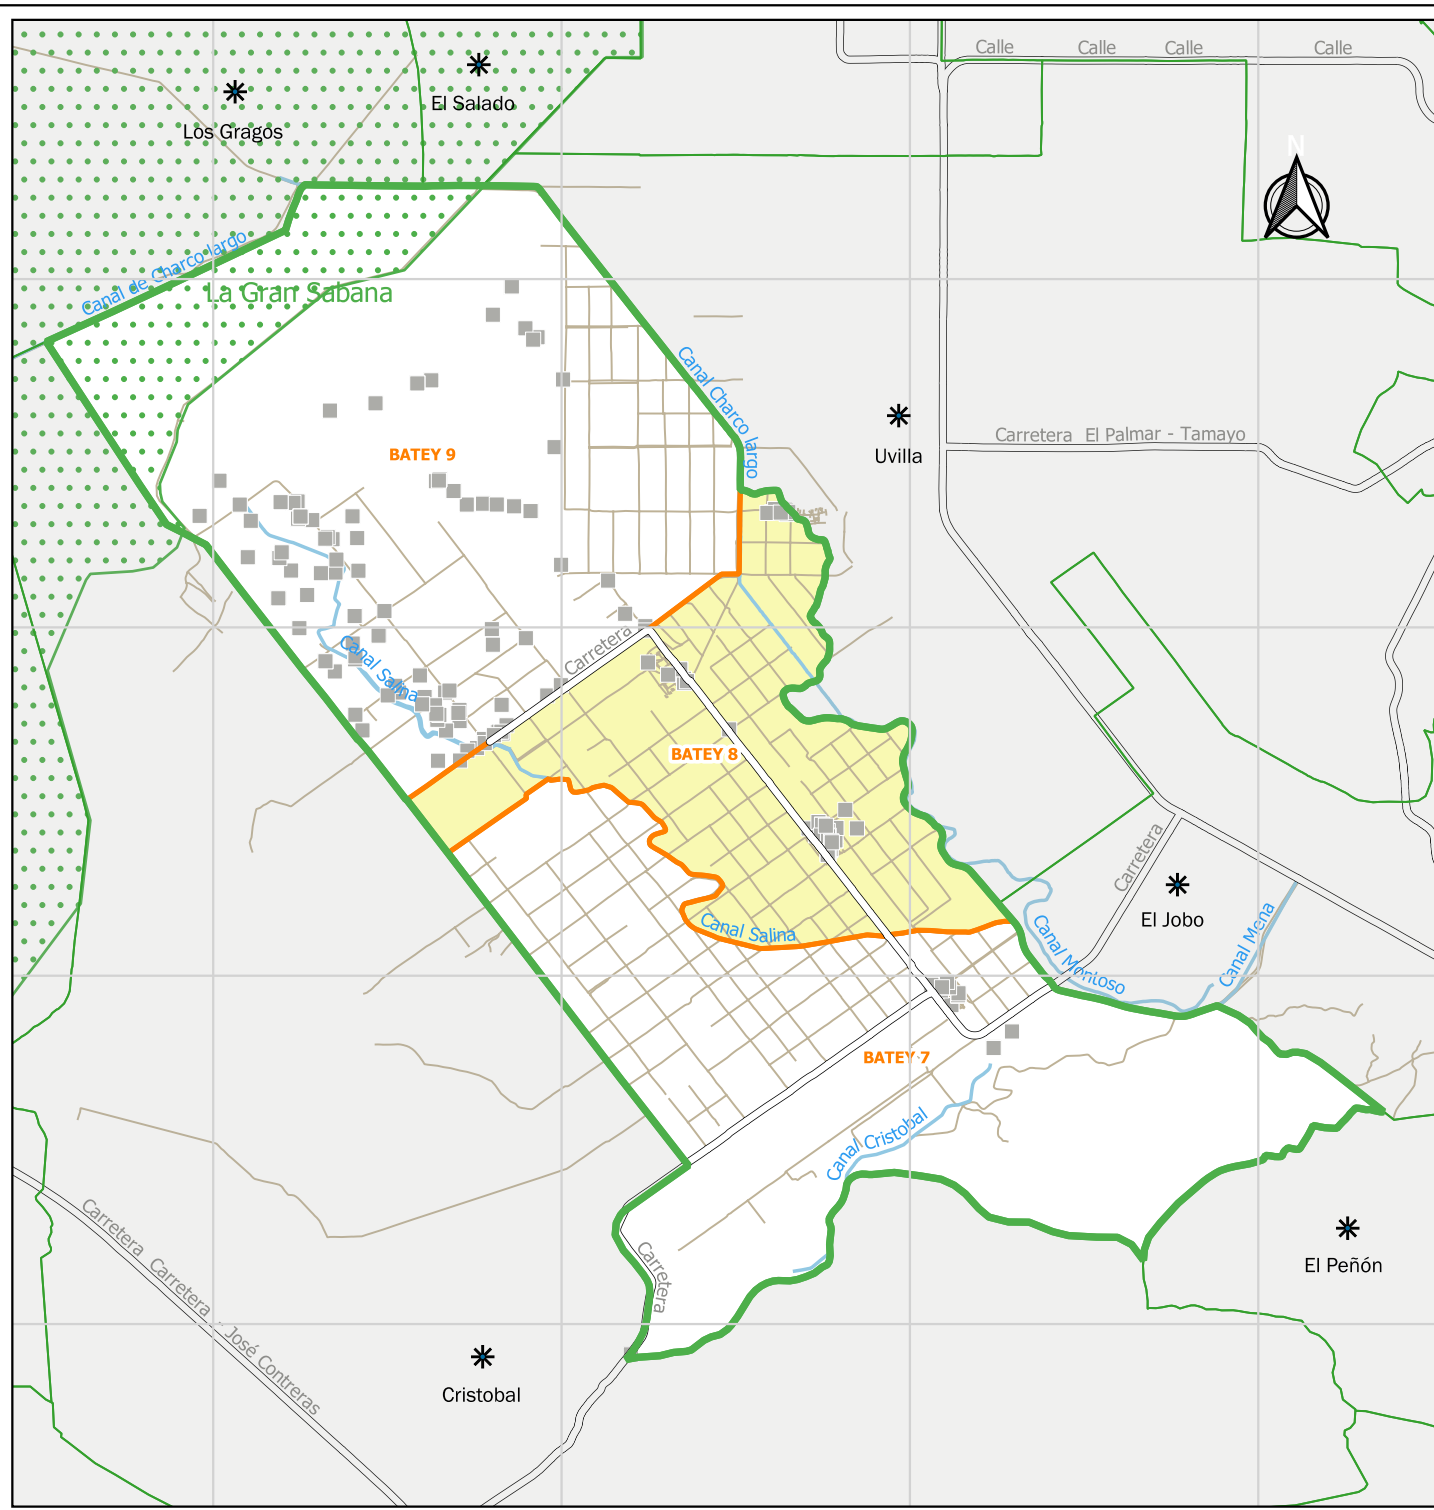 Calle Calle Calle Calle
El Salado
Los Gragos
N
Canal de Charco largo
La Gran Sabana
Canal Charco largo
Carretera El Palmar - Tamayo
BATEY 9
Uvilla
Carretera
Canal Salina
BATEY 8
Carretera
El Jobo
Canal Salina
Canal Montoso
Canal Mena
BATEY 7
Canal Cristobal
Carretera Carretera - José Contreras
Carretera
El Peñón
Cristobal